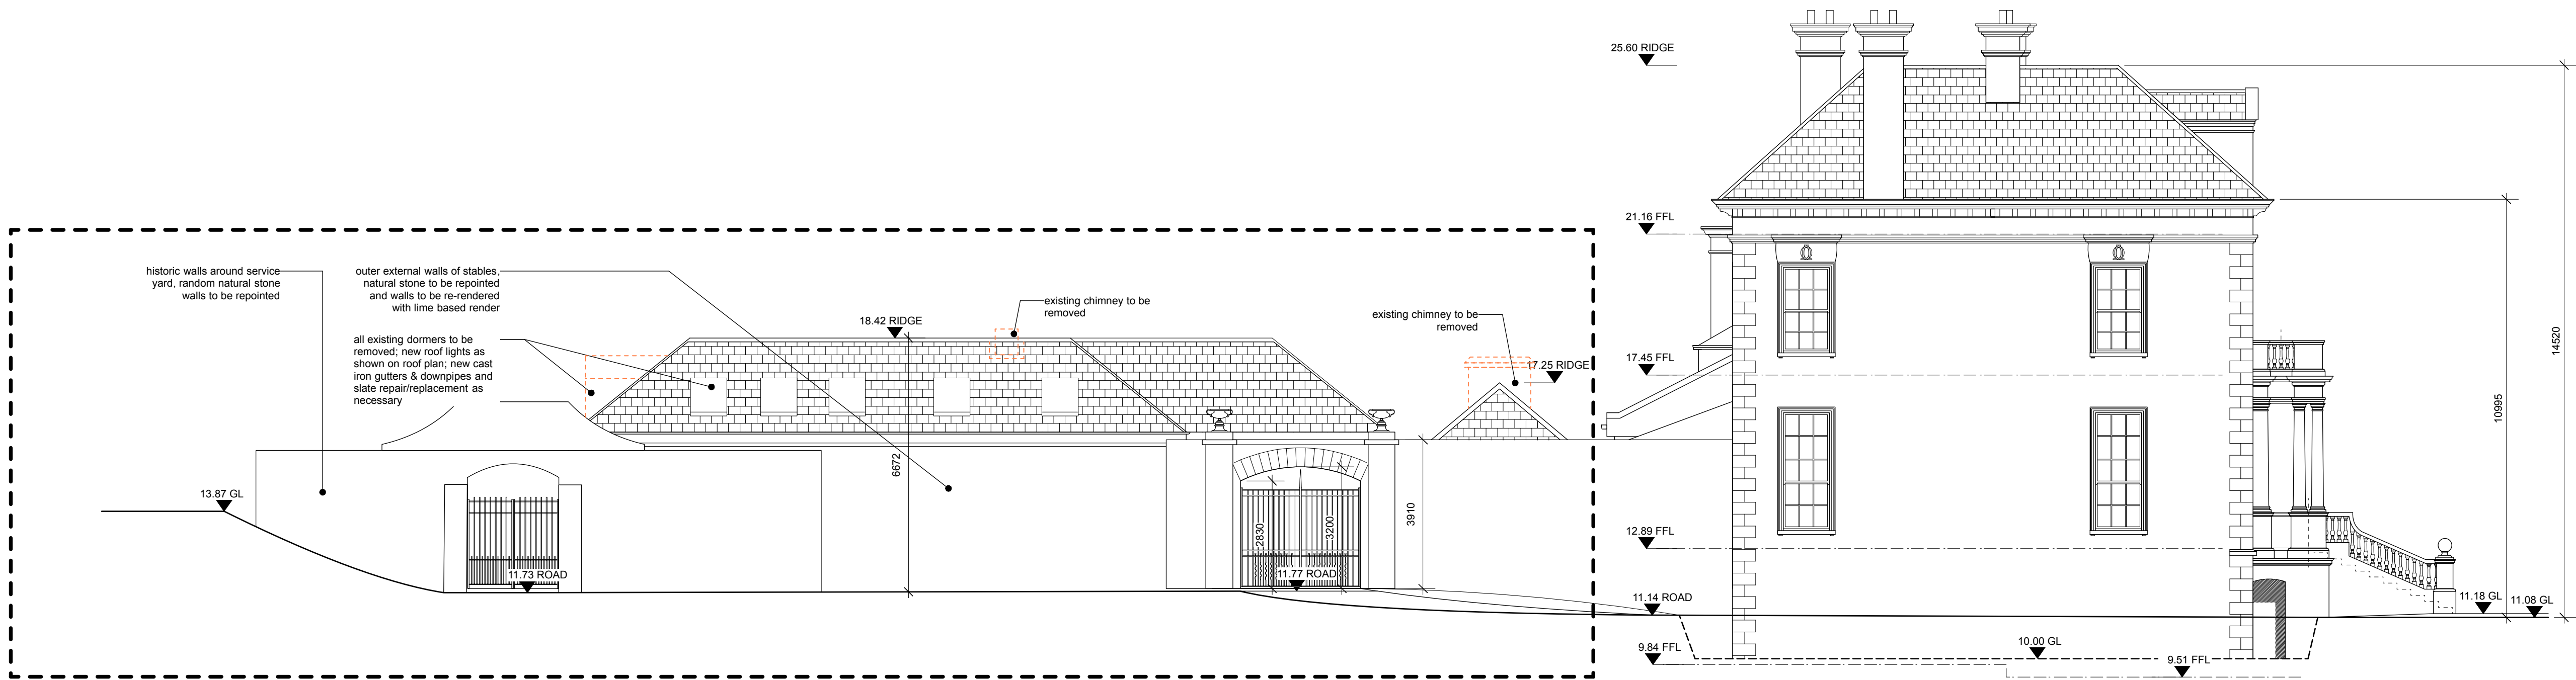 25.60 RIDGE
21.16 FFL
17.45 FFL
12.89 FFL
11.14 ROAD
9.84 FFL
10.00 GL
9.51 FFL
11.18 GL
11.08 GL
14520
10995
historic walls around service
yard, random natural stone
walls to be repointed
outer external walls of stables,
natural stone to be repointed
and walls to be re-rendered
with lime based render
all existing dormers to be
removed; new roof lights as
shown on roof plan; new cast
iron gutters & downpipes and
slate repair/replacement as
necessary
18.42 RIDGE
existing chimney to be
removed
existing chimney to be
removed
17.25 RIDGE
13.87 GL
11.73 ROAD
6672
2830
3200
11.77 ROAD
3910